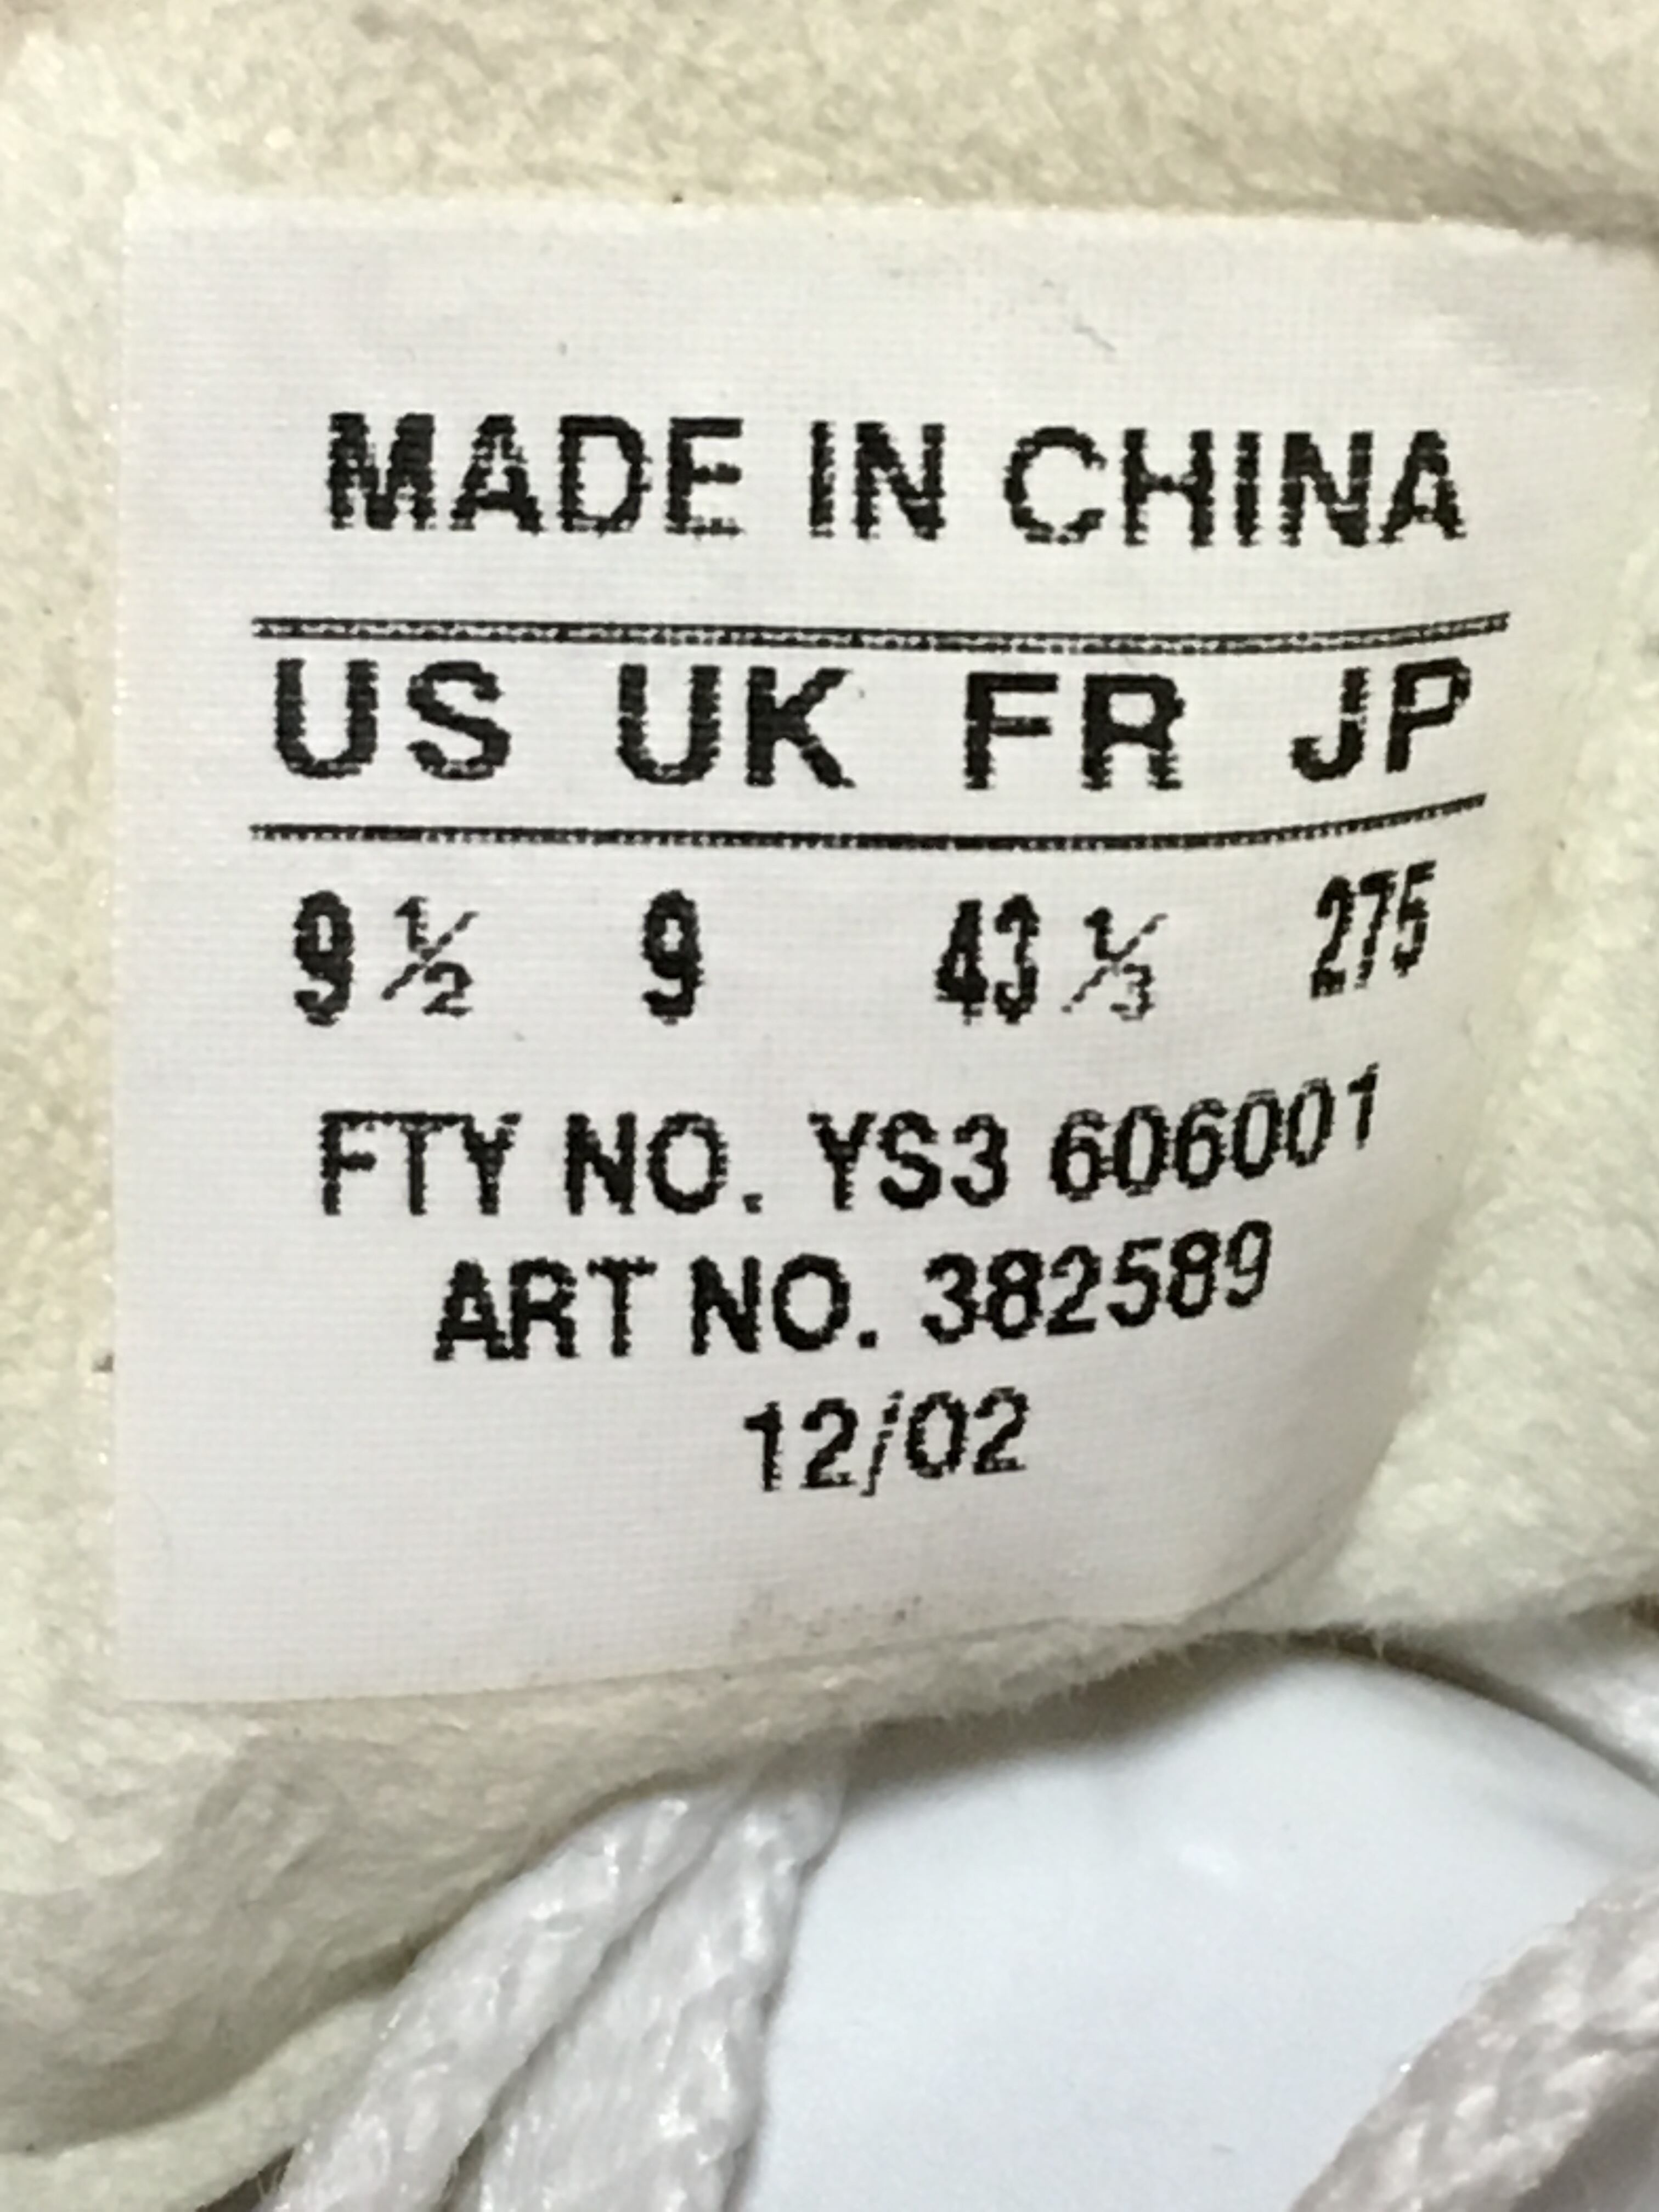 MADE IN CHINA
US UK FR JP
9 ½ 9 43 ⅓ 275
FTY NO. YS3 606001
ART NO. 382589
12/02